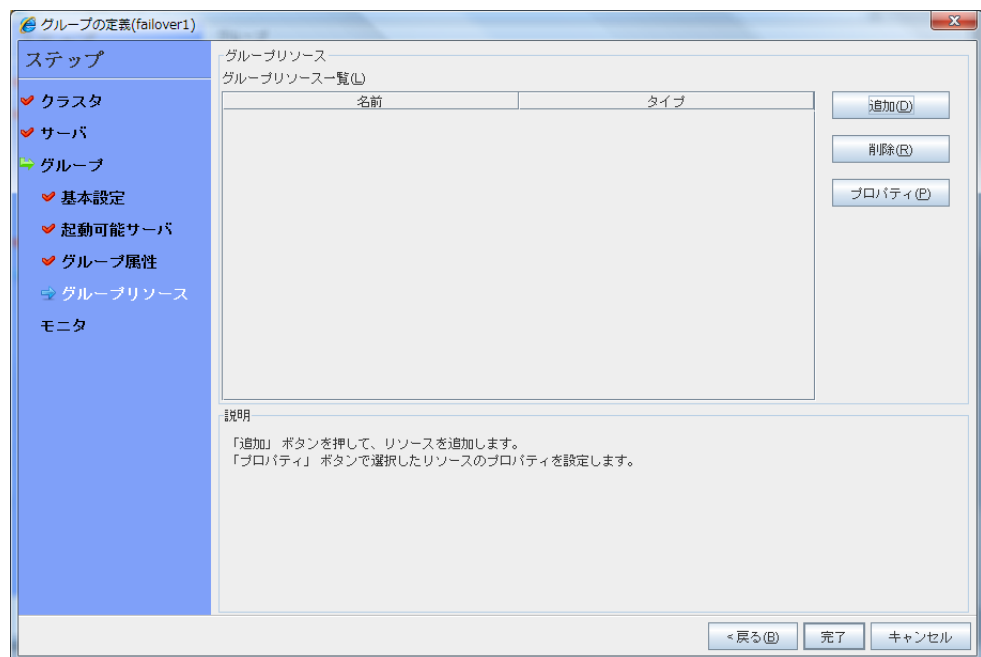 グループの定義(failover1)
ステップ
クラスタ
サーバ
グループ
基本設定
起動可能サーバ
グループ属性
グループリソース
モニタ
グループリソース
グループリソース一覧(L)
名前 タイプ
追加(D)
削除(R)
プロパティ(P)
説明
「追加」 ボタンを押して、リソースを追加します。
「プロパティ」 ボタンで選択したリソースのプロパティを設定します。
<戻る(B) 完了 キャンセル